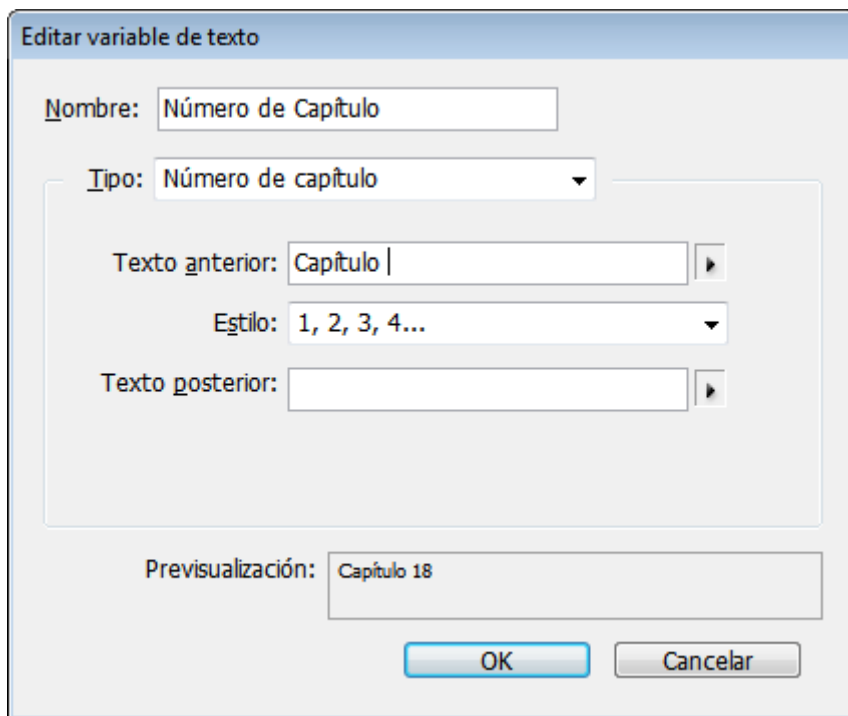 Editar variable de texto
Nombre: Número de Capítulo
Tipo: Número de capítulo
Texto anterior: Capítulo
Estilo: 1, 2, 3, 4...
Texto posterior:
Previsualización: Capítulo 18
OK Cancelar